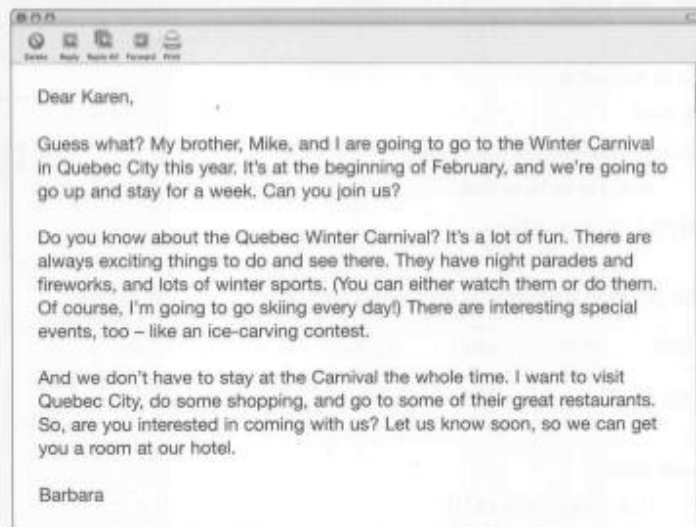 Delete Reply Reply All Forward Print
Dear Karen,
Guess what? My brother, Mike, and I are going to go to the Winter Carnival
in Quebec City this year. It's at the beginning of February, and we're going to
go up and stay for a week. Can you join us?
Do you know about the Quebec Winter Carnival? It's a lot of fun. There are
always exciting things to do and see there. They have night parades and
fireworks, and lots of winter sports. (You can either watch them or do them.
Of course, I'm going to go skiing every day!) There are interesting special
events, too – like an ice-carving contest.
And we don't have to stay at the Carnival the whole time. I want to visit
Quebec City, do some shopping, and go to some of their great restaurants.
So, are you interested in coming with us? Let us know soon, so we can get
you a room at our hotel.
Barbara